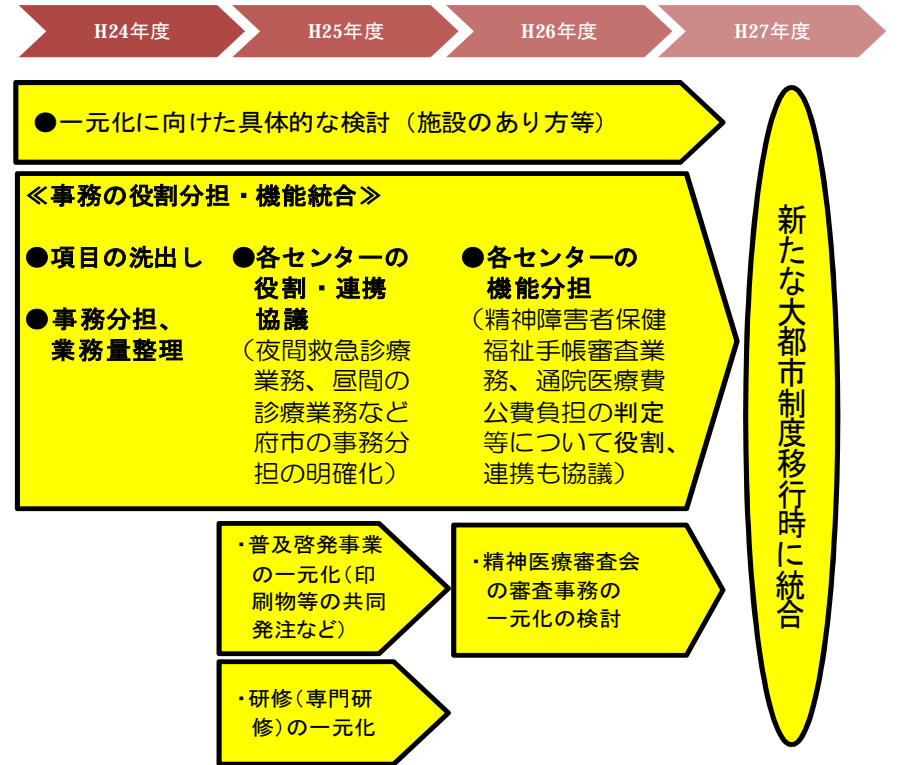 H24年度
H25年度
H26年度
H27年度
●一元化に向けた具体的な検討（施設のあり方等）
≪事務の役割分担・機能統合≫
●項目の洗出し
●事務分担、
業務量整理
●各センターの
役割・連携
協議
（夜間救急診療
業務、昼間の
診療業務など
府市の事務分
担の明確化）
●各センターの
機能分担
（精神障害者保健
福祉手帳審査業
務、通院医療費
公費負担の判定
等について役割、
連携も協議）
・普及啓発事業
の一元化（印
刷物等の共同
発注など）
・精神医療審査会
の審査事務の
一元化の検討
・研修（専門研
修）の一元化
新たな大都市制度移行時に統合